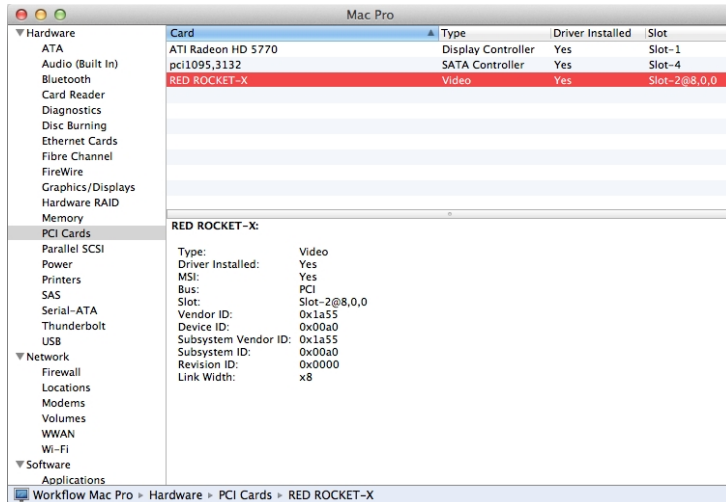 Mac Pro
Hardware
ATA
Audio (Built In)
Bluetooth
Card Reader
Diagnostics
Disc Burning
Ethernet Cards
Fibre Channel
FireWire
Graphics/Displays
Hardware RAID
Memory
PCI Cards
Parallel SCSI
Power
Printers
SAS
Serial-ATA
Thunderbolt
USB
Network
Firewall
Locations
Modems
Volumes
WWAN
Wi-Fi
Software
Applications
Card Type Driver Installed Slot
ATI Radeon HD 5770 Display Controller Yes Slot-1
pci1095,3132 SATA Controller Yes Slot-4
RED ROCKET-X Video Yes Slot-2@8,0,0
RED ROCKET-X:
Type: Video
Driver Installed: Yes
MSI: Yes
Bus: PCI
Slot: Slot-2@8,0,0
Vendor ID: 0x1a55
Device ID: 0x00a0
Subsystem Vendor ID: 0x1a55
Subsystem ID: 0x00a0
Revision ID: 0x0000
Link Width: x8
Workflow Mac Pro ▸ Hardware ▸ PCI Cards ▸ RED ROCKET-X